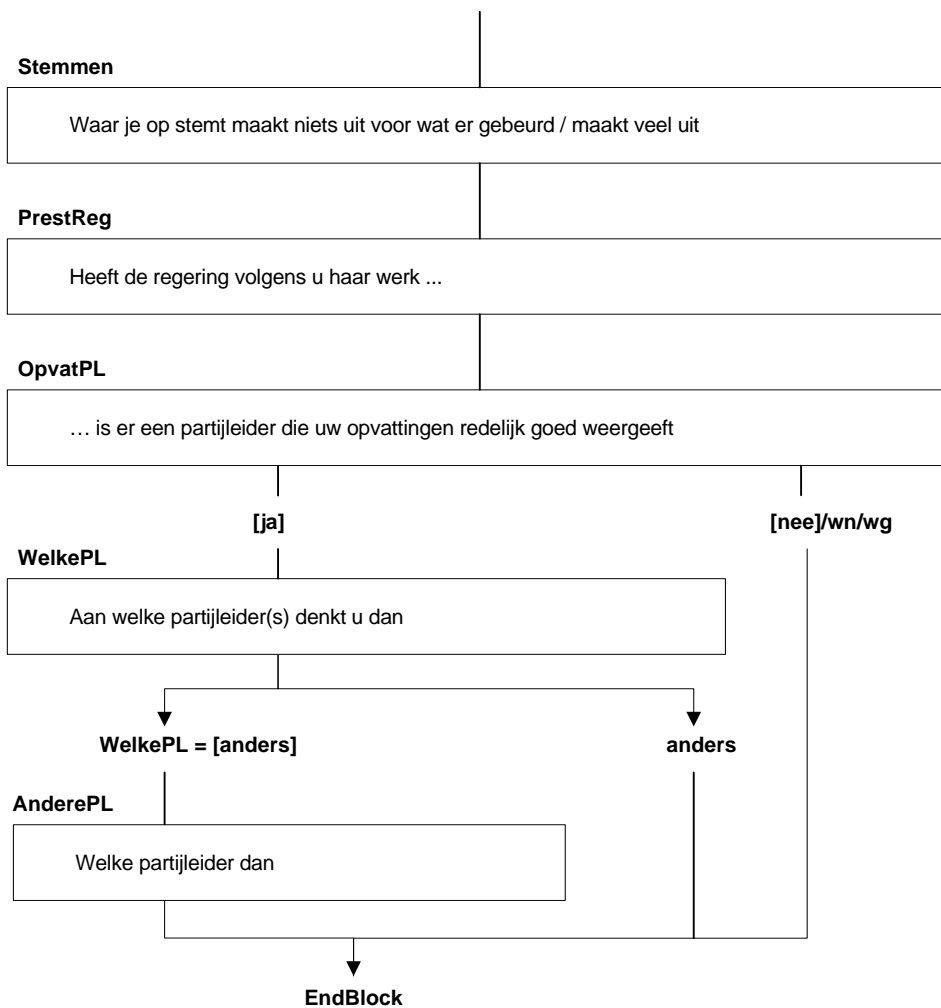 Stemmen
Waar je op stemt maakt niets uit voor wat er gebeurd / maakt veel uit
PrestReg
Heeft de regering volgens u haar werk ...
OpvatPL
… is er een partijleider die uw opvattingen redelijk goed weergeeft
[ja]
[nee]/wn/wg
WelkePL
Aan welke partijleider(s) denkt u dan
WelkePL = [anders]
anders
AnderePL
Welke partijleider dan
EndBlock